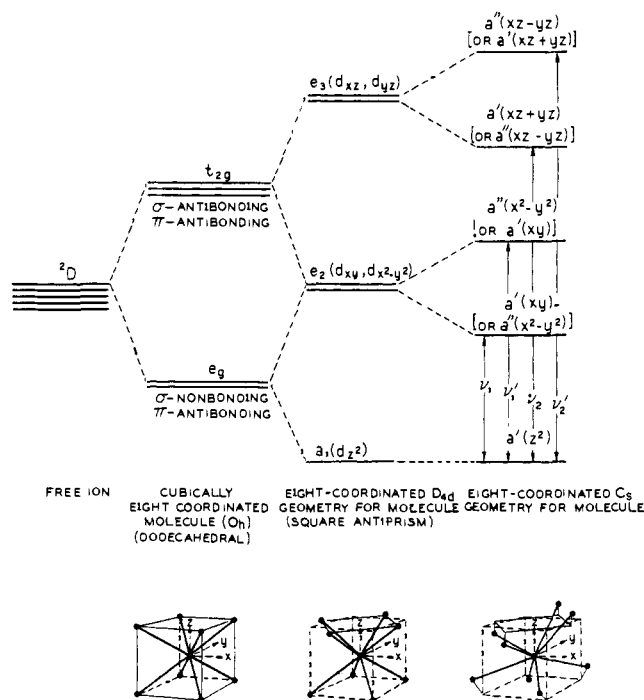 a″(xz-yz)
[OR a′(xz+yz)]
e₃(dxz, dyz)
a′(xz+yz)
[OR a″(xz-yz)]
t₂g
σ-ANTIBONDING
π-ANTIBONDING
a″(x²-y²)
[OR a′(xy)]
²D
e₂(dxy, dx²-y²)
a′(xy)
[OR a″(x²-y²)]
eg
σ-NONBONDING
π-ANTIBONDING
ν₁ ν₁′ ν₂ ν₂′
a′(z²)
a₁(dz²)
FREE ION
CUBICALLY
EIGHT COORDINATED
MOLECULE (Oh)
(DODECAHEDRAL)
EIGHT-COORDINATED D₄d
GEOMETRY FOR MOLECULE
(SQUARE ANTIPRISM)
EIGHT-COORDINATED Cs
GEOMETRY FOR MOLECULE
z
y
x
z
y
x
z
y
x